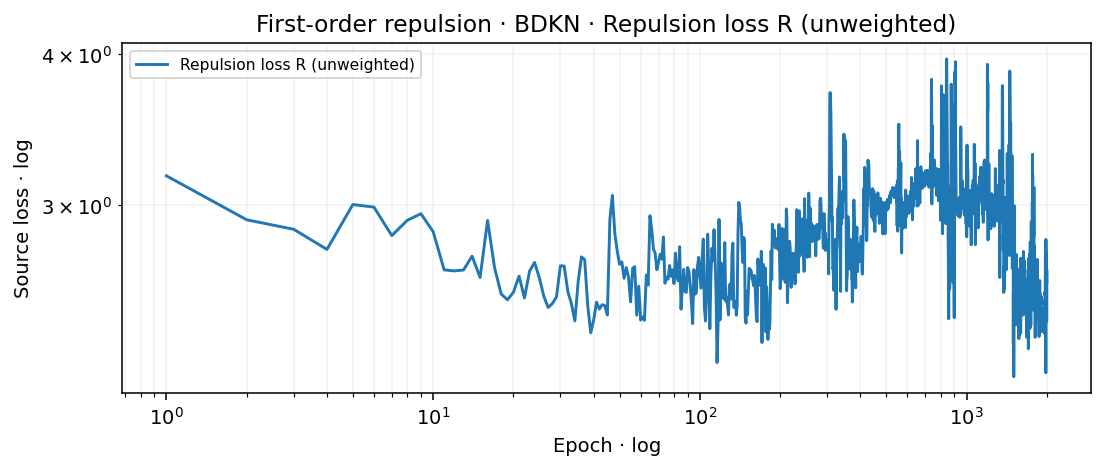 First-order repulsion · BDKN · Repulsion loss R (unweighted)
Repulsion loss R (unweighted)
4 × 10⁰
3 × 10⁰
Source loss · log
10⁰ 10¹ 10² 10³
Epoch · log